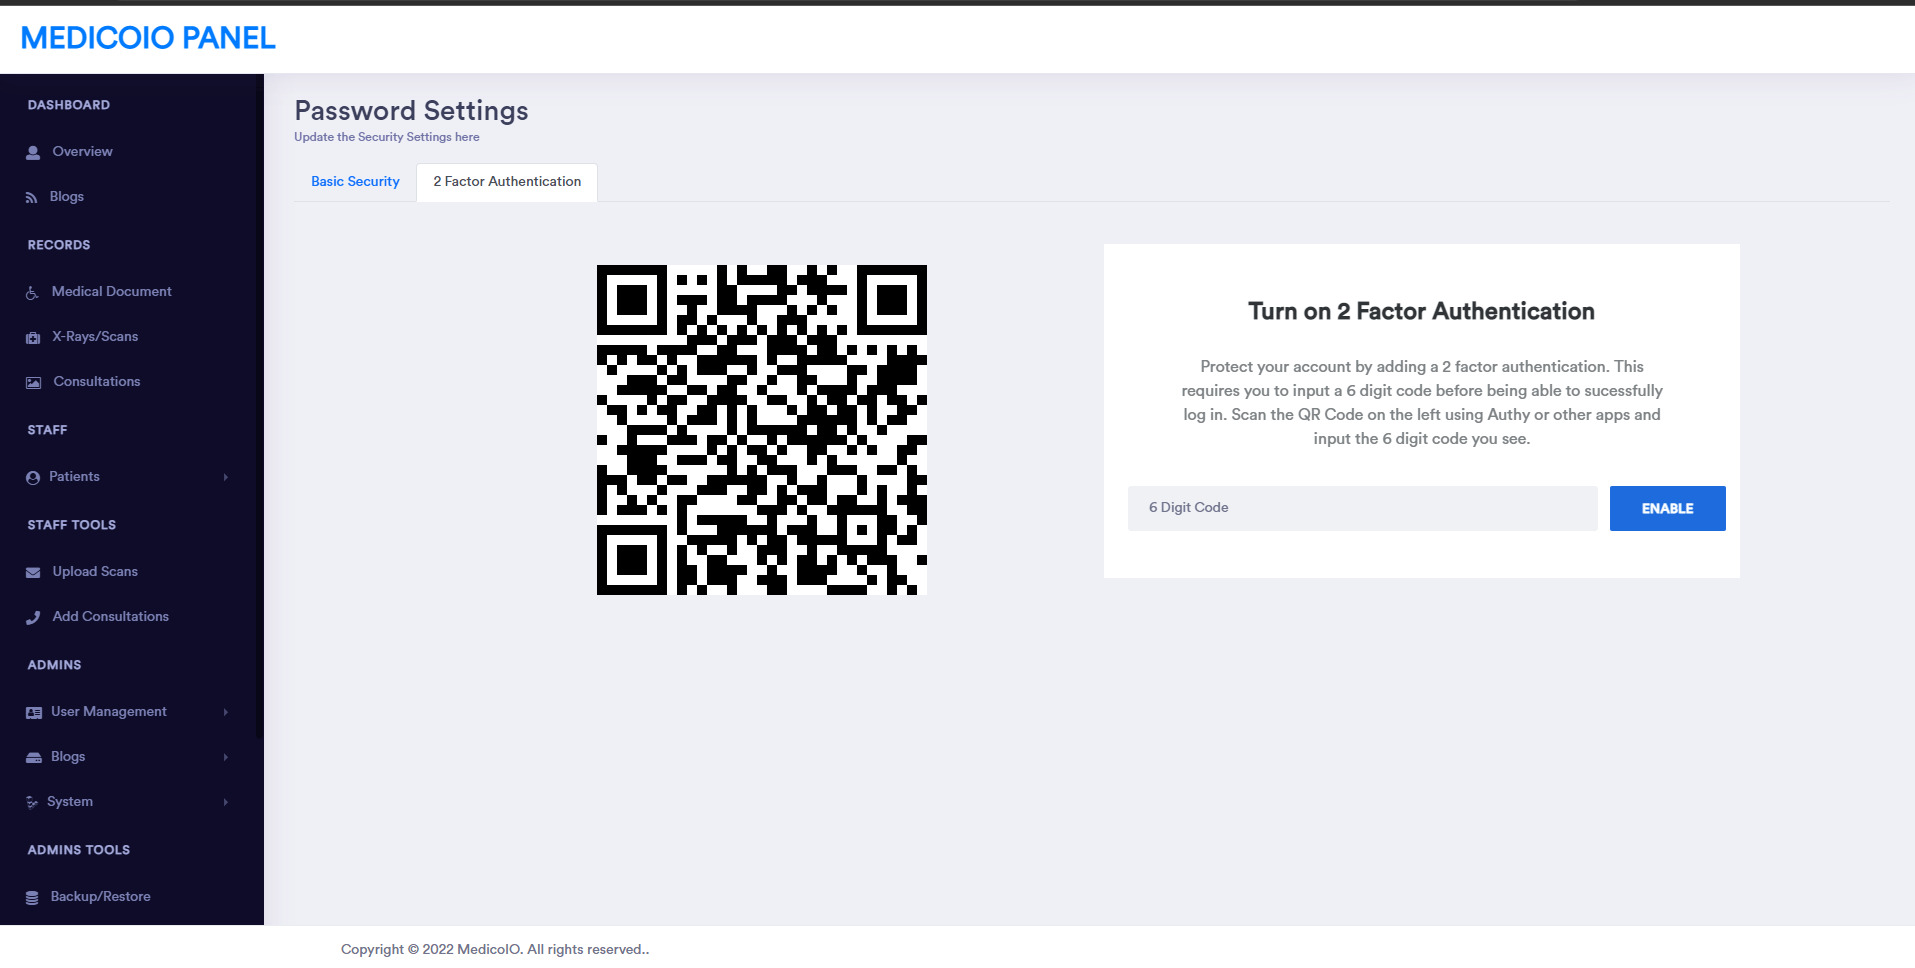 MEDICOIO PANEL
DASHBOARD
Overview
Blogs
RECORDS
Medical Document
X-Rays/Scans
Consultations
STAFF
Patients
STAFF TOOLS
Upload Scans
Add Consultations
ADMINS
User Management
Blogs
System
ADMINS TOOLS
Backup/Restore
Password Settings
Update the Security Settings here
Basic Security
2 Factor Authentication
Turn on 2 Factor Authentication
Protect your account by adding a 2 factor authentication. This
requires you to input a 6 digit code before being able to sucessfully
log in. Scan the QR Code on the left using Authy or other apps and
input the 6 digit code you see.
6 Digit Code
ENABLE
Copyright © 2022 MedicoIO. All rights reserved..